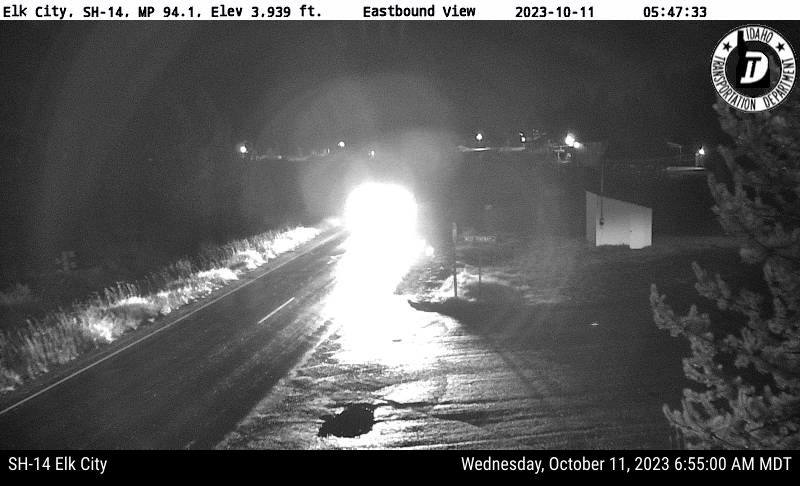 Elk City, SH-14, MP 94.1, Elev 3,939 ft. Eastbound View 2023-10-11 05:47:33
IDAHO
TRANSPORTATION DEPARTMENT
SH-14 Elk City Wednesday, October 11, 2023 6:55:00 AM MDT